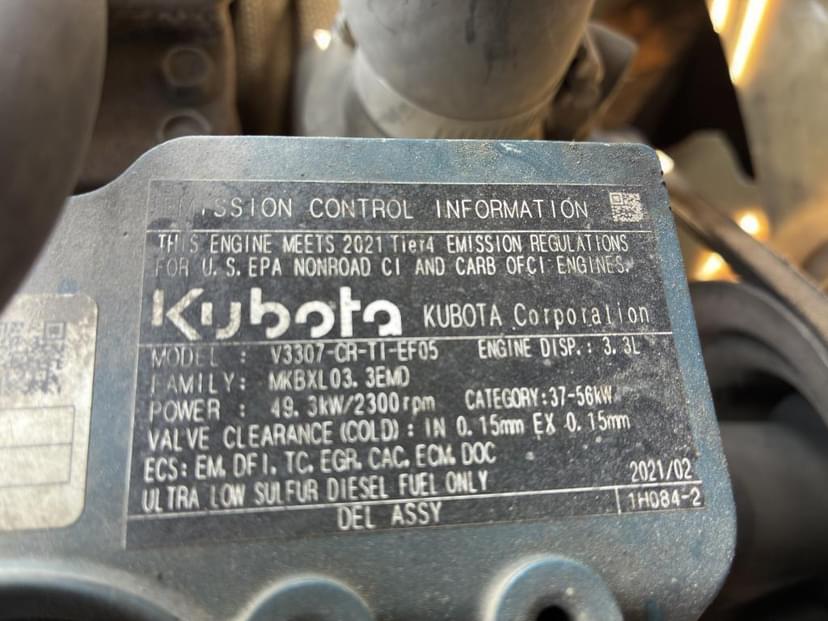 EMISSION CONTROL INFORMATION
THIS ENGINE MEETS 2021 Tier4 EMISSION REGULATIONS
FOR U.S. EPA NONROAD CI AND CARB OFCI ENGINES.
Kubota KUBOTA Corporation
MODEL : V3307-CR-TI-EF05 ENGINE DISP.: 3.3L
FAMILY: MKBXL03.3EMD
POWER : 49.3kW/2300rpm CATEGORY:37-56kW
VALVE CLEARANCE (COLD) : IN 0.15mm EX 0.15mm
ECS: EM, DFI, TC, EGR, CAC, ECM, DOC
2021/02
ULTRA LOW SULFUR DIESEL FUEL ONLY
1H084-2
DEL ASSY